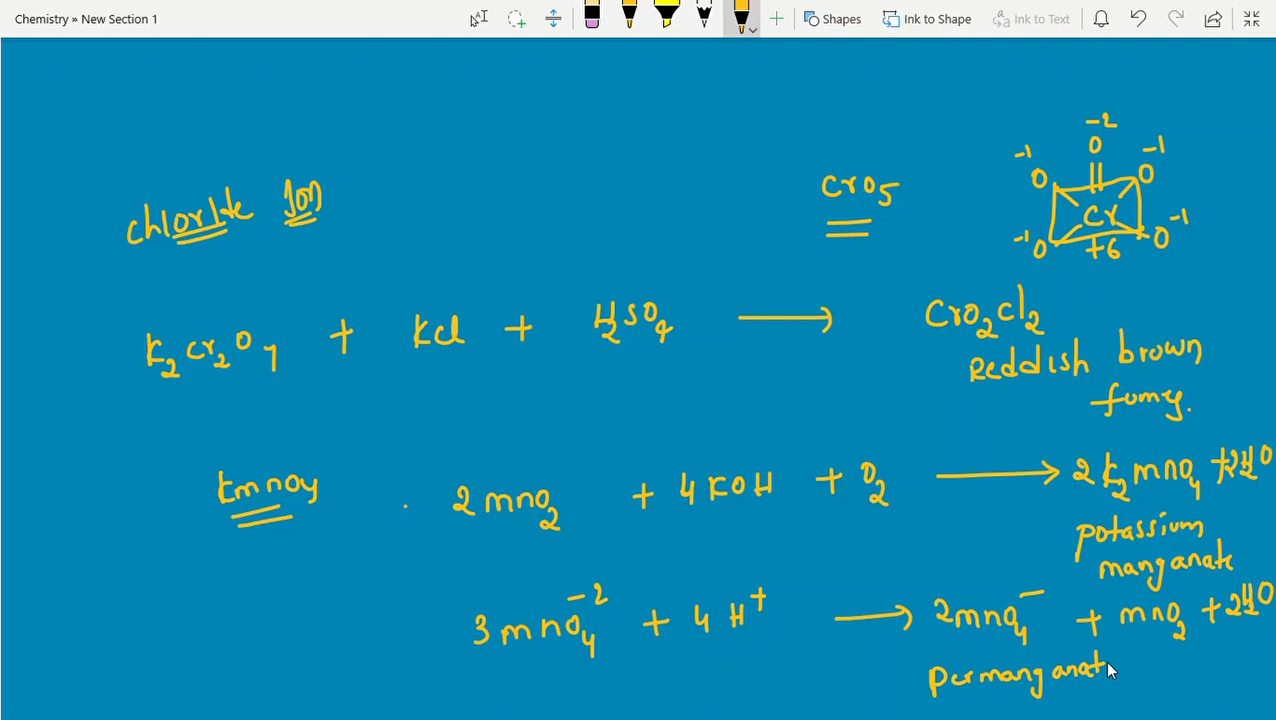 Chemistry » New Section 1
Shapes
Ink to Shape
Ink to Text
CrO5
-2
O
-1 O
O -1
Cr
+6
-1 O
O -1
chloride Ion
K2Cr2O7 + KCl + H2SO4 ⟶ CrO2Cl2
Reddish brown
fumes.
KmnO4
2mnO2 + 4KOH + O2 ⟶ 2K2mnO4 + 2H2O
potassium
manganate
3mnO4^-2 + 4H^+ ⟶ 2mnO4^- + mnO2 + 2H2O
permanganat